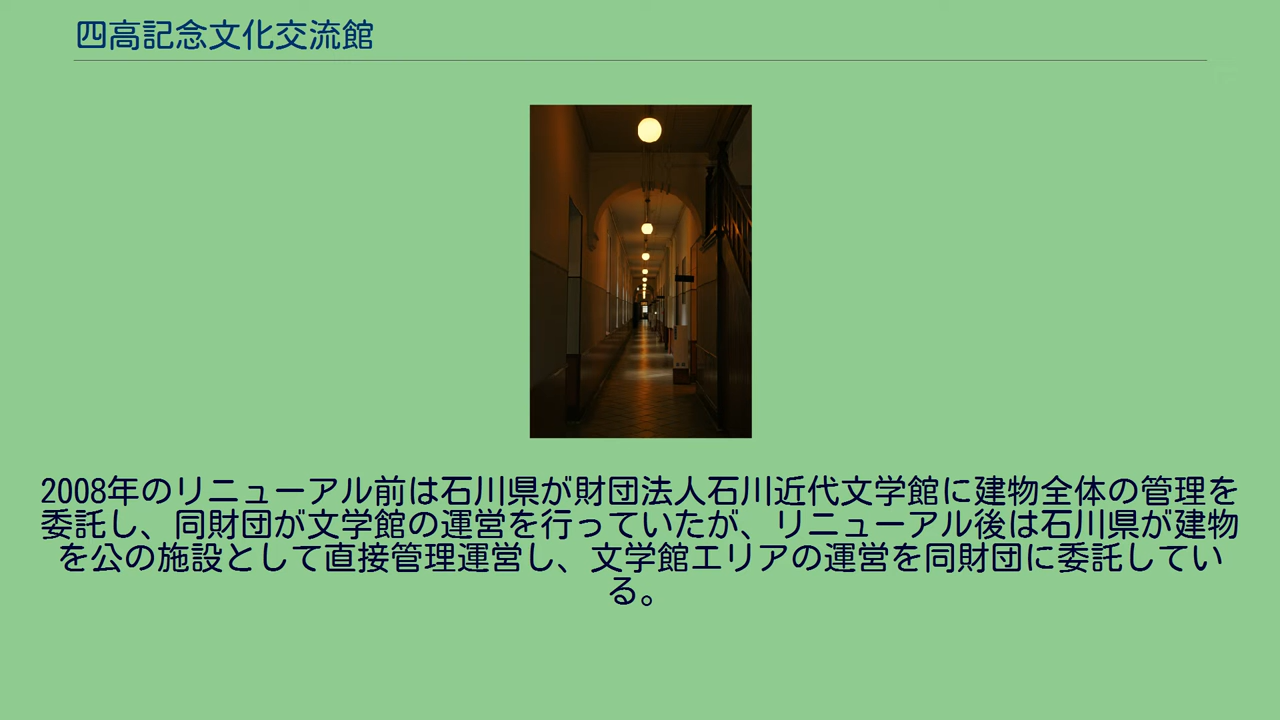 四高記念文化交流館
2008年のリニューアル前は石川県が財団法人石川近代文学館に建物全体の管理を
委託し、同財団が文学館の運営を行っていたが、リニューアル後は石川県が建物
を公の施設として直接管理運営し、文学館エリアの運営を同財団に委託してい
る。